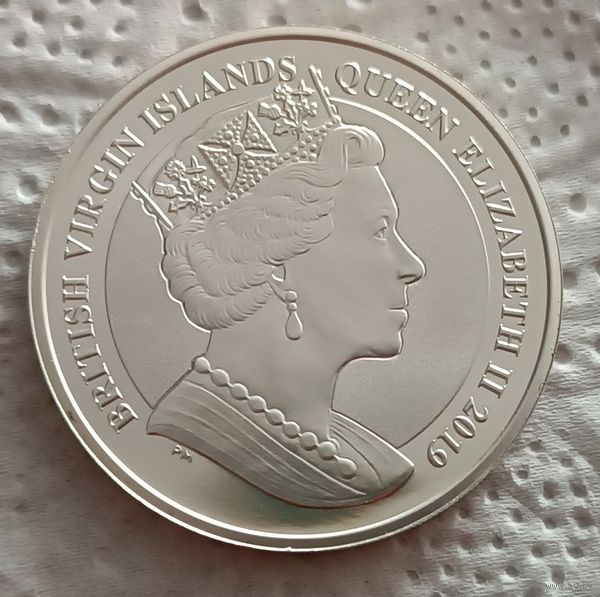 BRITISH VIRGIN ISLANDS QUEEN ELIZABETH II 2019
PM